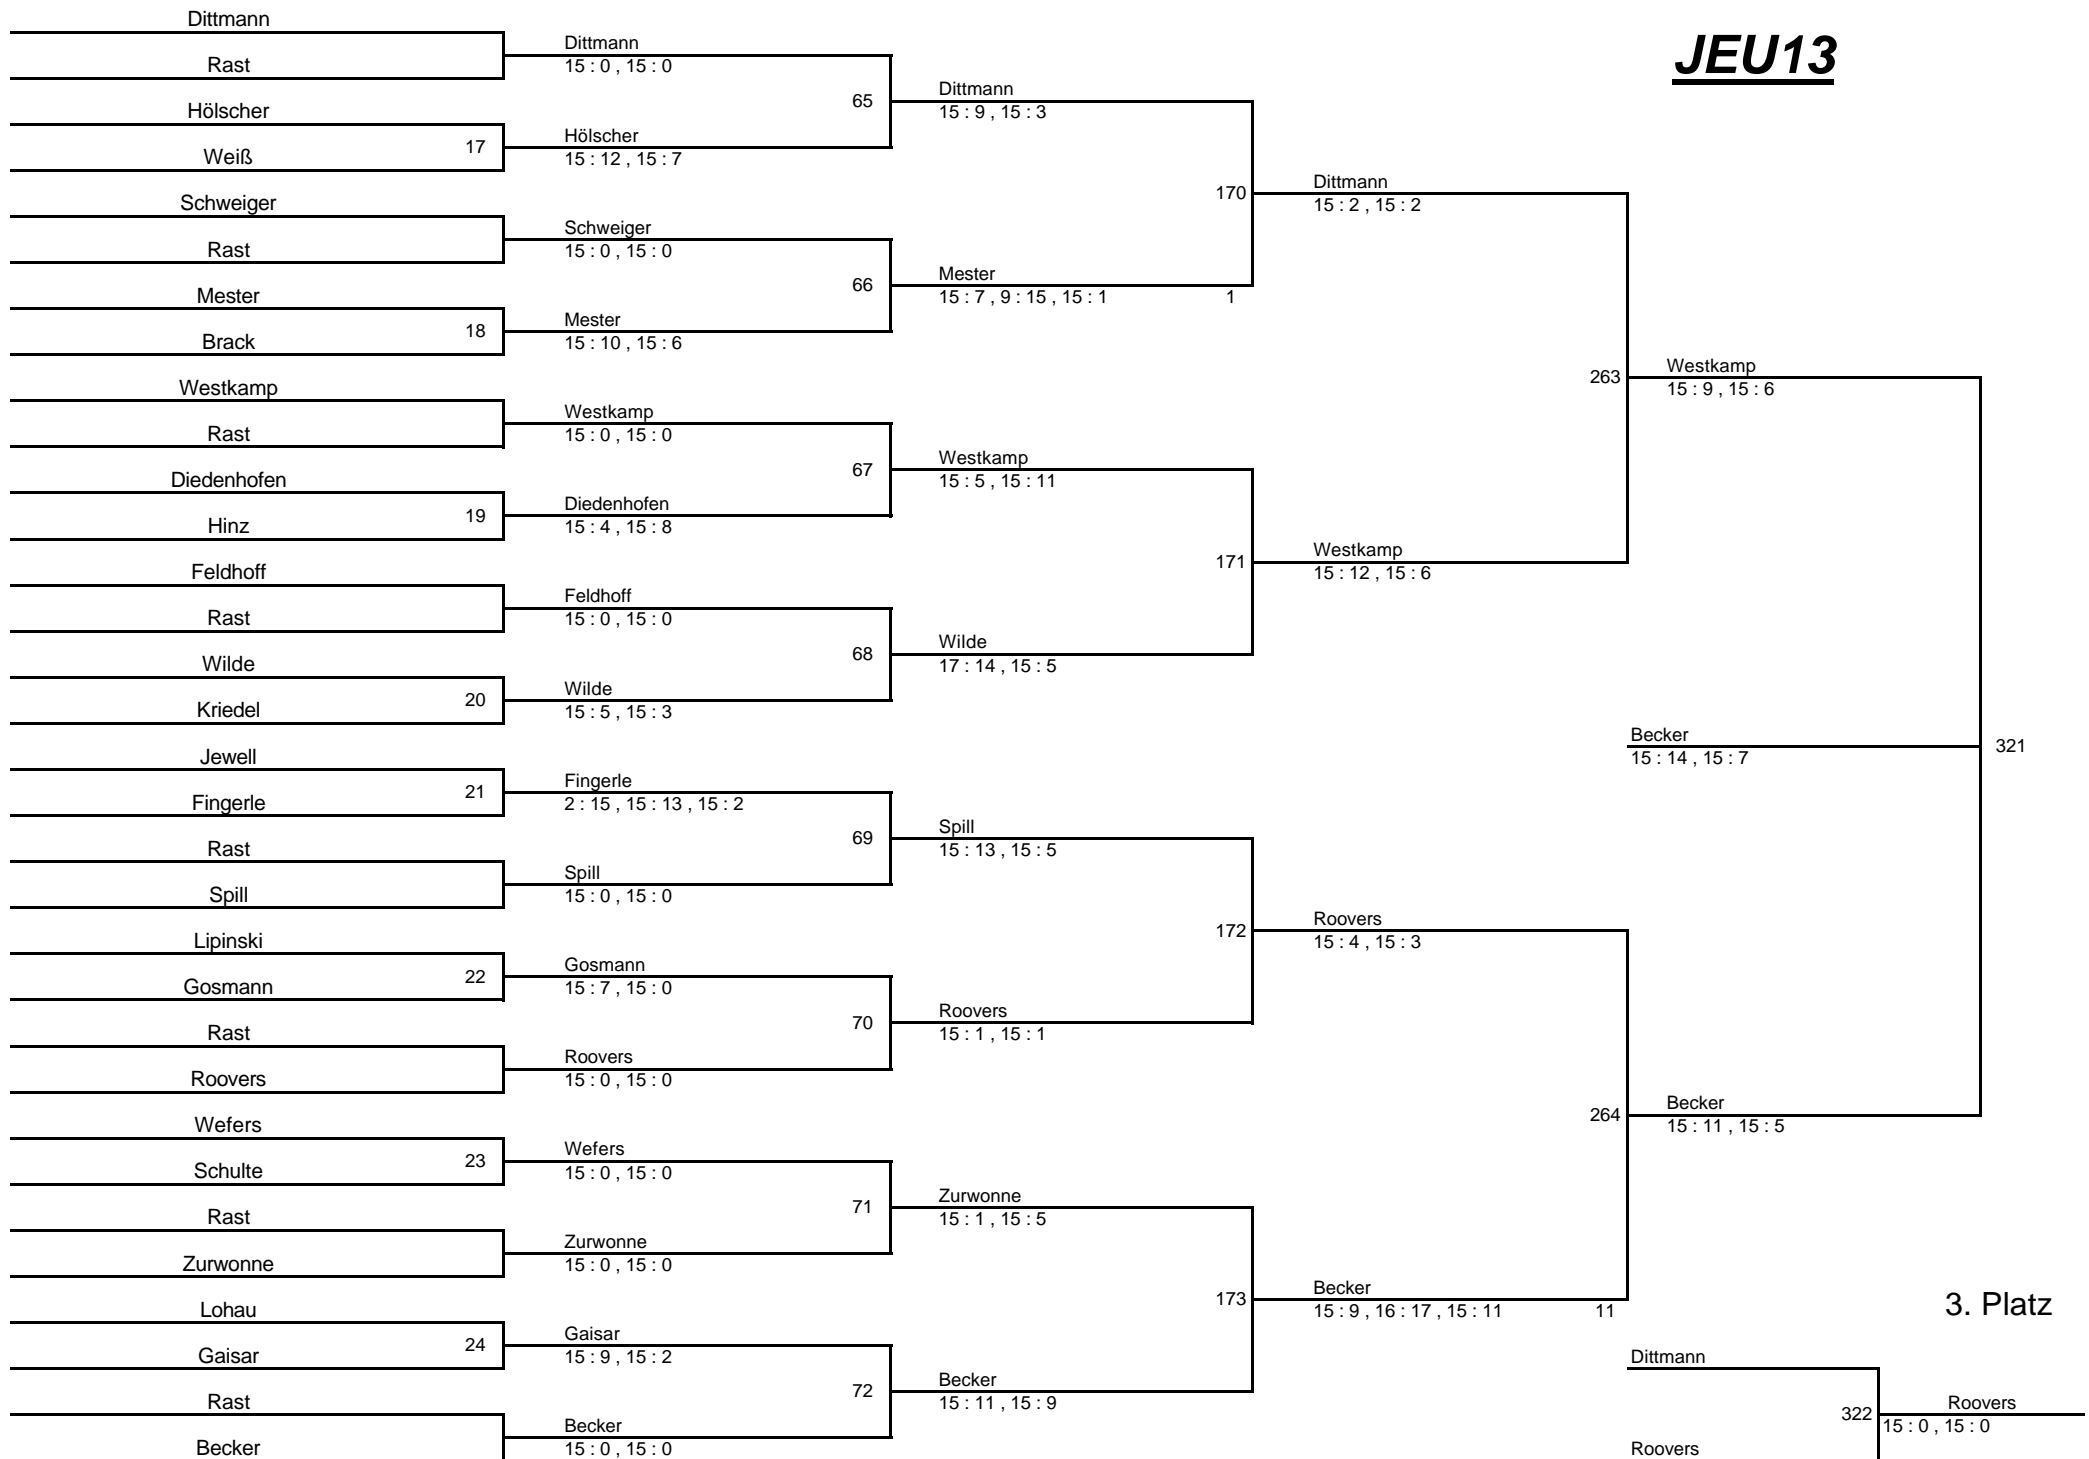 JEU13
Dittmann
Rast
Hölscher
Weiß
17
Schweiger
Rast
Mester
Brack
18
Westkamp
Rast
Diedenhofen
Hinz
19
Feldhoff
Rast
Wilde
Kriedel
20
Jewell
Fingerle
21
Rast
Spill
Lipinski
Gosmann
22
Rast
Roovers
Wefers
Schulte
23
Rast
Zurwonne
Lohau
Gaisar
24
Rast
Becker
Dittmann
15 : 0 , 15 : 0
65
Hölscher
15 : 12 , 15 : 7
Schweiger
15 : 0 , 15 : 0
66
Mester
15 : 10 , 15 : 6
Westkamp
15 : 0 , 15 : 0
67
Diedenhofen
15 : 4 , 15 : 8
Feldhoff
15 : 0 , 15 : 0
68
Wilde
15 : 5 , 15 : 3
Fingerle
2 : 15 , 15 : 13 , 15 : 2
69
Spill
15 : 0 , 15 : 0
Gosmann
15 : 7 , 15 : 0
70
Roovers
15 : 0 , 15 : 0
Wefers
15 : 0 , 15 : 0
71
Zurwonne
15 : 0 , 15 : 0
Gaisar
15 : 9 , 15 : 2
72
Becker
15 : 0 , 15 : 0
Dittmann
15 : 9 , 15 : 3
170
Mester
15 : 7 , 9 : 15 , 15 : 1 1
Westkamp
15 : 5 , 15 : 11
171
Wilde
17 : 14 , 15 : 5
Spill
15 : 13 , 15 : 5
172
Roovers
15 : 1 , 15 : 1
Zurwonne
15 : 1 , 15 : 5
173
Becker
15 : 11 , 15 : 9
Dittmann
15 : 2 , 15 : 2
263
Westkamp
15 : 12 , 15 : 6
Roovers
15 : 4 , 15 : 3
264
Becker
15 : 9 , 16 : 17 , 15 : 11 11
Westkamp
15 : 9 , 15 : 6
Becker
15 : 14 , 15 : 7
321
Becker
15 : 11 , 15 : 5
3. Platz
Dittmann
322
Roovers
15 : 0 , 15 : 0
Roovers